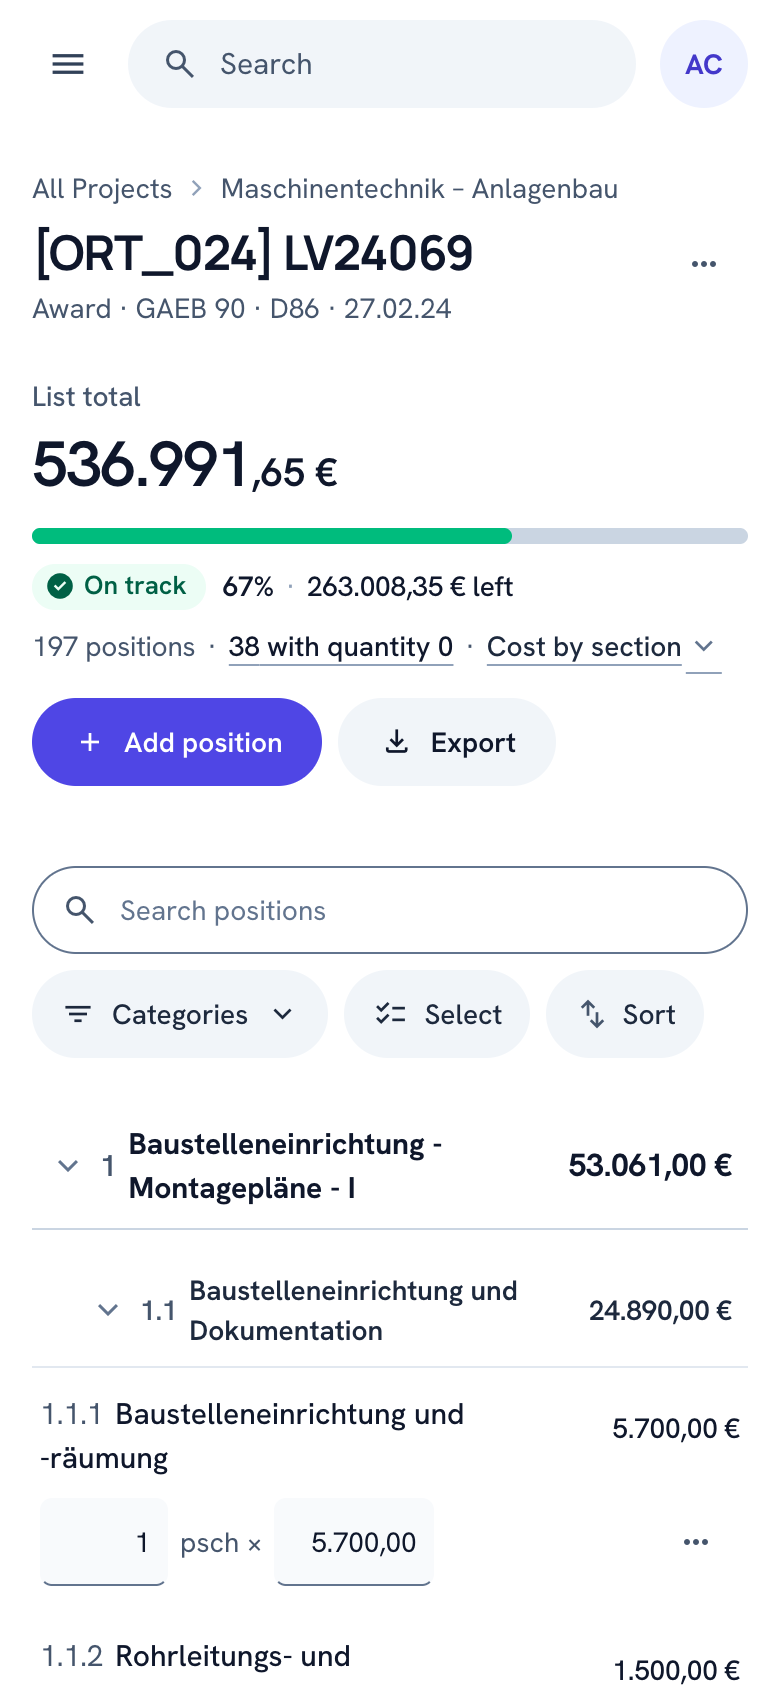 Search
AC
All Projects > Maschinentechnik – Anlagenbau
[ORT_024] LV24069
Award · GAEB 90 · D86 · 27.02.24
List total
536.991,65 €
On track 67% · 263.008,35 € left
197 positions · 38 with quantity 0 · Cost by section
+ Add position Export
Search positions
Categories Select Sort
1 Baustelleneinrichtung -
Montagepläne - I
53.061,00 €
1.1 Baustelleneinrichtung und
Dokumentation
24.890,00 €
1.1.1 Baustelleneinrichtung und
-räumung
5.700,00 €
1 psch × 5.700,00
1.1.2 Rohrleitungs- und
1.500,00 €